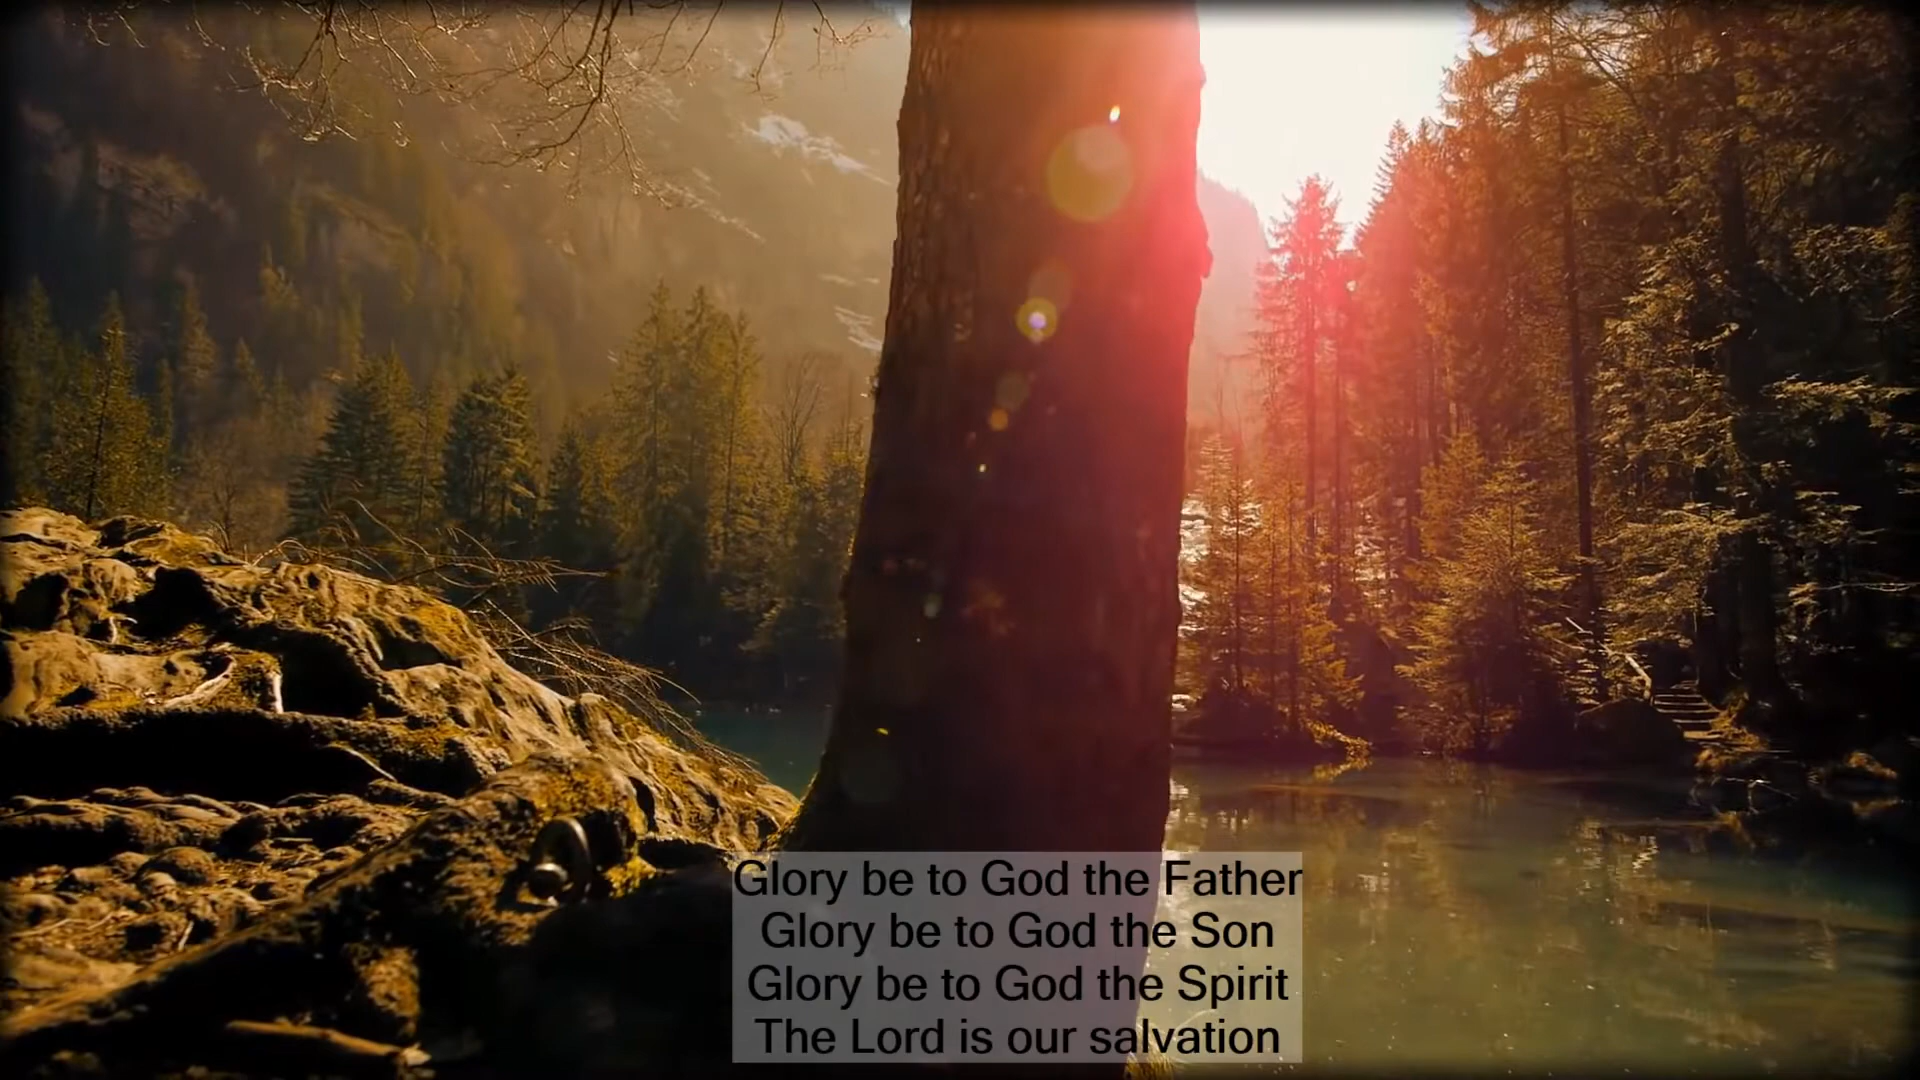 Glory be to God the Father
Glory be to God the Son
Glory be to God the Spirit
The Lord is our salvation